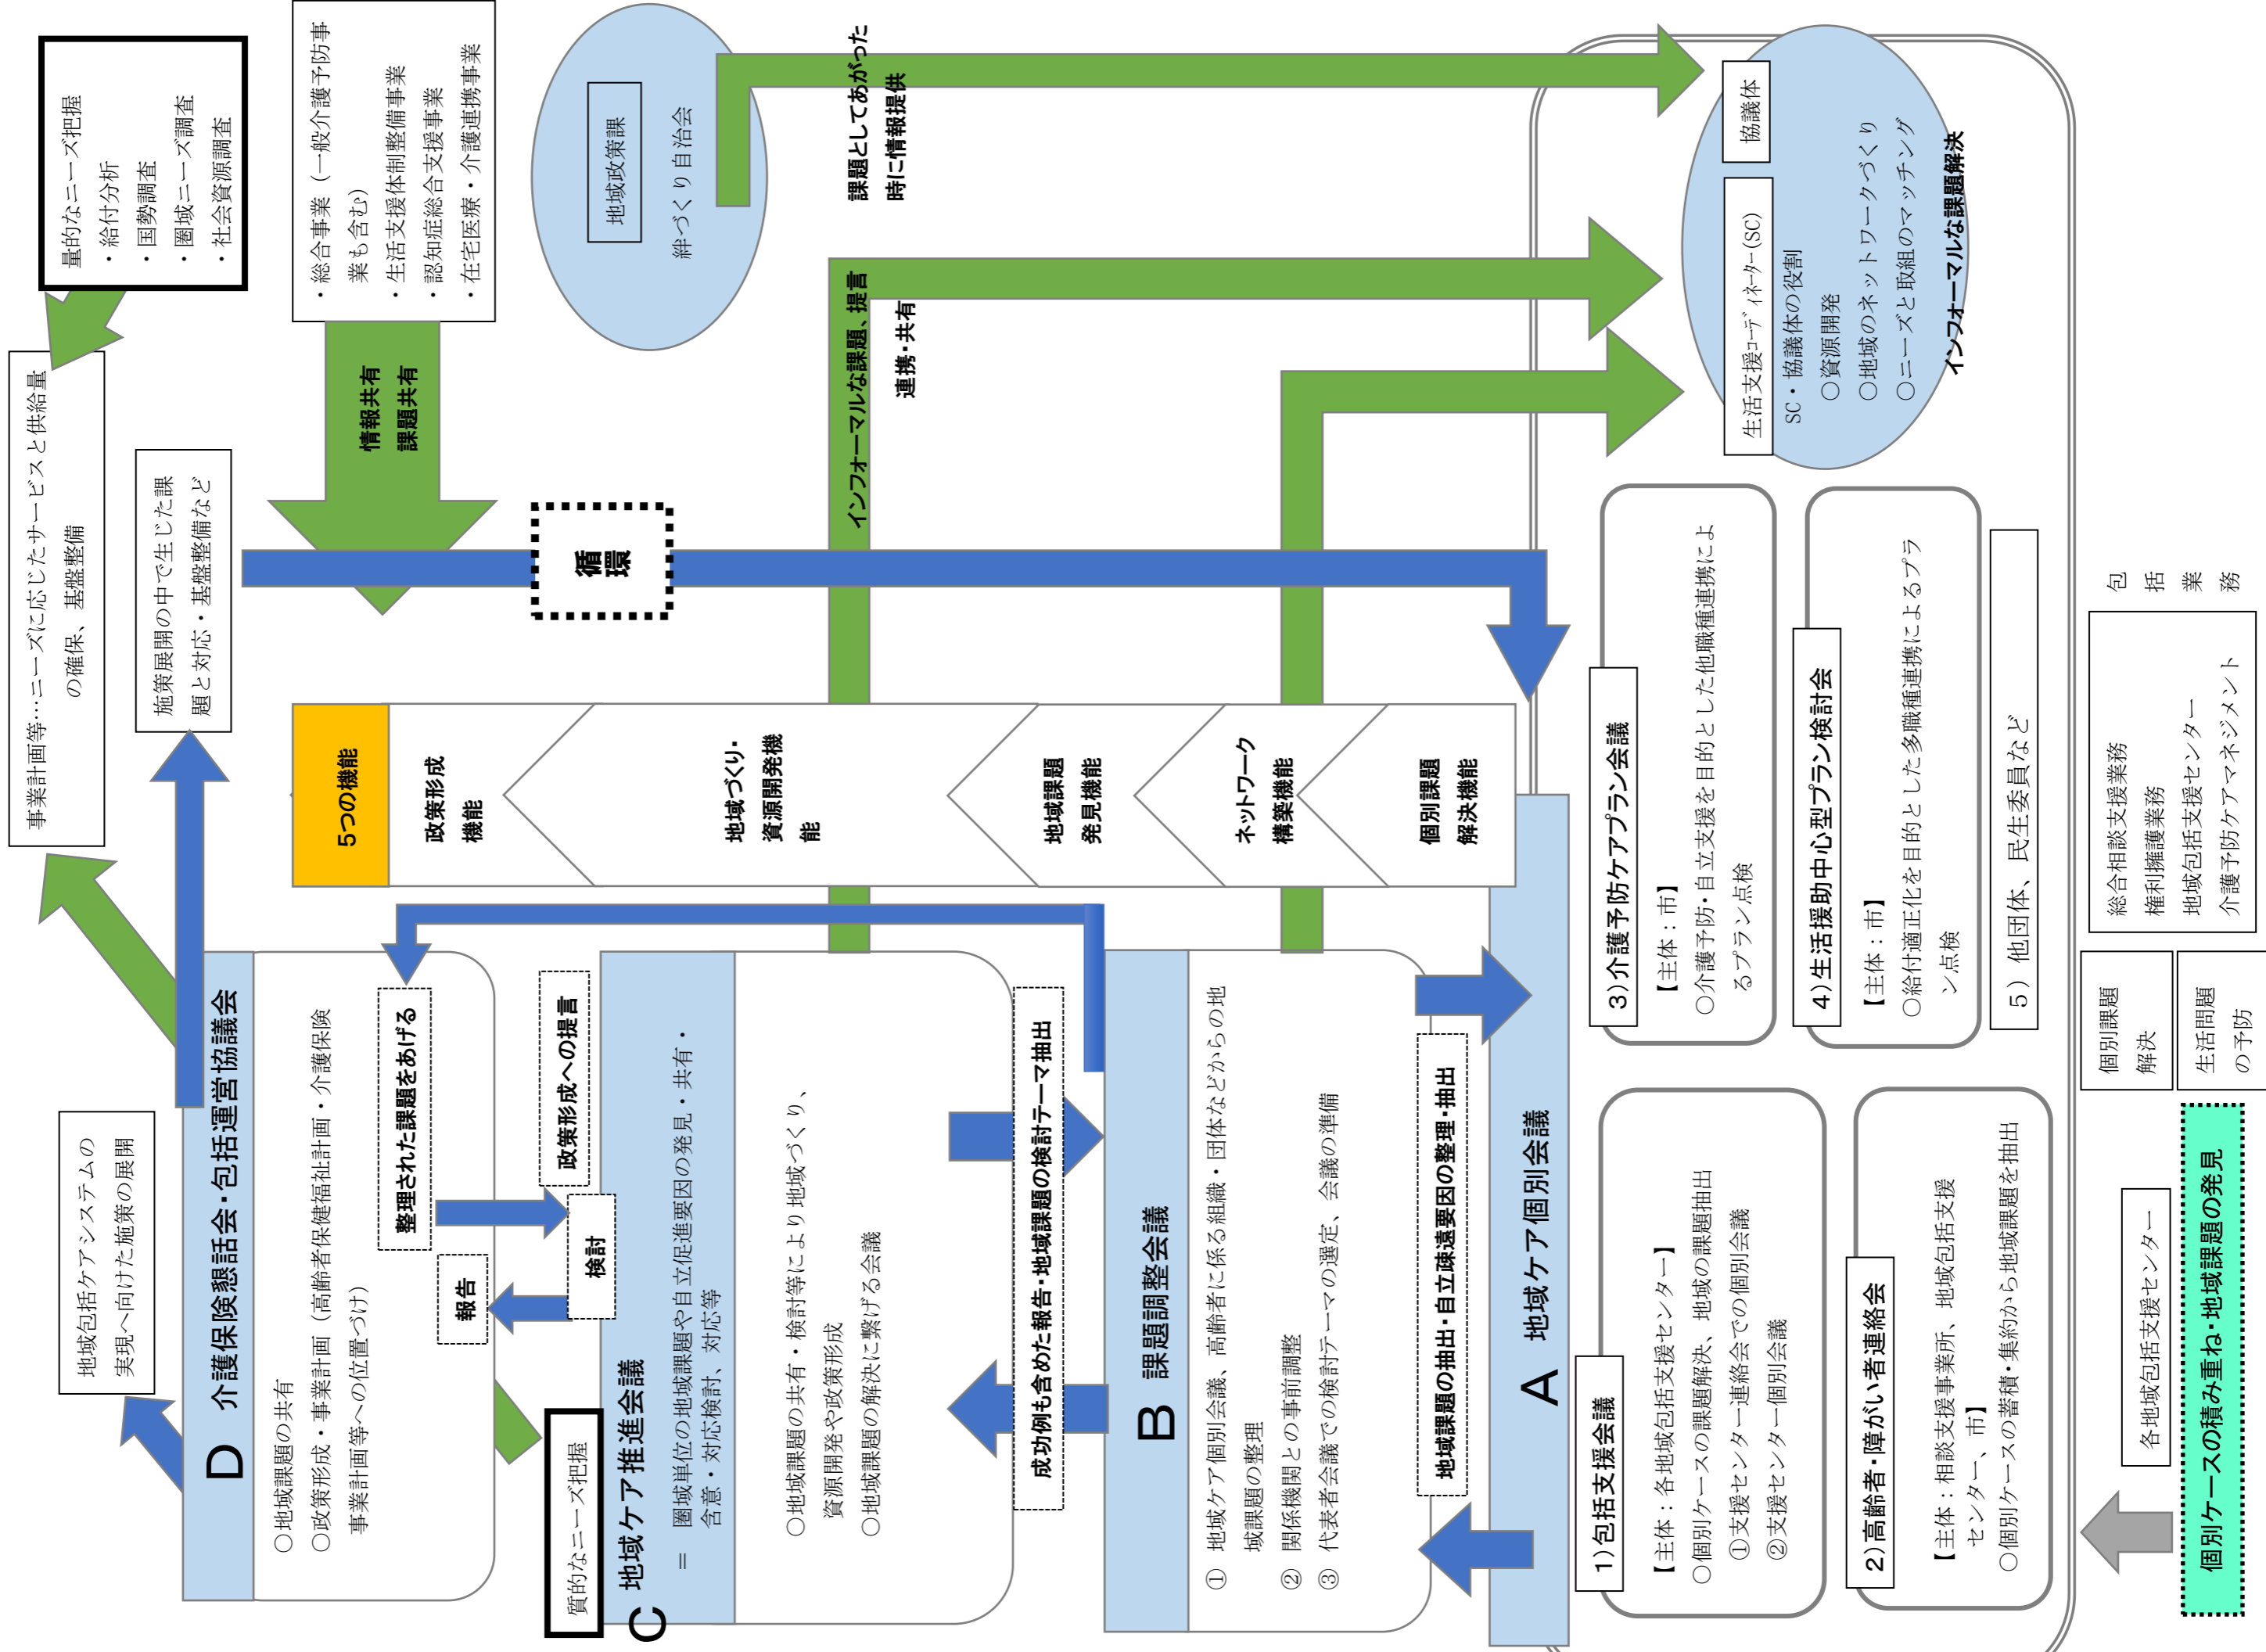 地域包括ケアシステムの
実現へ向けた施策の展開
事業計画等…ニーズに応じたサービスと供給量
の確保、基盤整備
量的なニーズ把握
・給付分析
・国勢調査
・圏域ニーズ調査
・社会資源調査
施策展開の中で生じた課
題と対応・基盤整備など
D 介護保険懇話会・包括運営協議会
○地域課題の共有
○政策形成・事業計画（高齢者保健福祉計画・介護保険
事業計画等への位置づけ）
整理された課題をあげる
報告
政策形成への提言
検討
質的なニーズ把握
・総合事業（一般介護予防事
業も含む）
・生活支援体制整備事業
・認知症総合支援事業
・在宅医療・介護連携事業
情報共有
課題共有
循
環
5つの機能
政策形成
機能
地域づくり・
資源開発機
能
地域課題
発見機能
ネットワーク
構築機能
個別課題
解決機能
地域政策課
絆づくり自治会
課題としてあがった
時に情報提供
インフォーマルな課題、提言
連携・共有
C 地域ケア推進会議
＝ 圏域単位の地域課題や自立促進要因の発見・共有・
含意・対応検討、対応等
○地域課題の共有・検討等により地域づくり、
資源開発や政策形成
○地域課題の解決に繋げる会議
成功例も含めた報告・地域課題の検討テーマ抽出
B 課題調整会議
① 地域ケア個別会議、高齢者に係る組織・団体などからの地
域課題の整理
② 関係機関との事前調整
③ 代表者会議での検討テーマの選定、会議の準備
地域課題の抽出・自立疎遠要因の整理・抽出
A 地域ケア個別会議
1)包括支援会議
【主体：各地域包括支援センター】
○個別ケースの課題解決、地域の課題抽出
①支援センター連絡会での個別会議
②支援センター個別会議
2)高齢者・障がい者連絡会
【主体：相談支援事業所、地域包括支援
センター、市】
○個別ケースの蓄積・集約から地域課題を抽出
3)介護予防ケアプラン会議
【主体：市】
○介護予防・自立支援を目的とした他職種連携によ
るプラン点検
4)生活援助中心型プラン検討会
【主体：市】
○給付適正化を目的とした多職種連携によるプラ
ン点検
5）他団体、民生委員など
生活支援ｺｰﾃﾞｨﾈｰﾀｰ(SC)
協議体
SC・協議体の役割
○資源開発
○地域のネットワークづくり
○ニーズと取組のマッチング
インフォーマルな課題解決
各地域包括支援センター
個別ケースの積み重ね・地域課題の発見
個別課題
解決
生活問題
の予防
総合相談支援業務
権利擁護業務
地域包括支援センター
介護予防ケアマネジメント
包
括
業
務